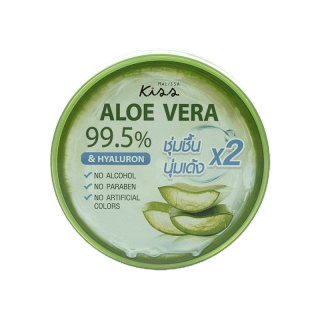 MALISSA
Kiss
ALOE VERA
99.5%
& HYALURON
ชุ่มชื้น
นุ่มเด้ง x2
✓ NO ALCOHOL
✓ NO PARABEN
✓ NO ARTIFICIAL
COLORS